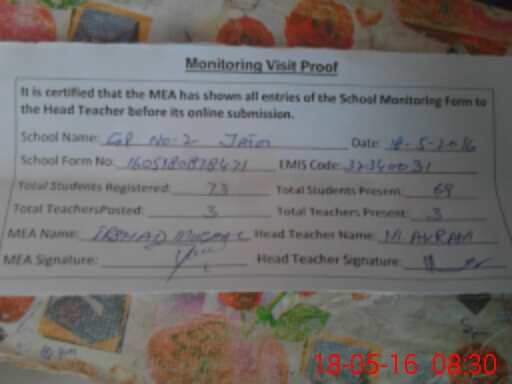 Monitoring Visit Proof
It is certified that the MEA has shown all entries of the School Monitoring Form to
the Head Teacher before its online submission.
School Name: GP No-2 Date: 18-5-2016
School Form No: EMIS Code: 32340031
Total Students Registered: 73 Total Students Present: 69
Total TeachersPosted: 3 Total Teachers Present: 3
MEA Name: IRSHAD Head Teacher Name: M. AKRAM
MEA Signature: Head Teacher Signature:
18-05-16 08:30